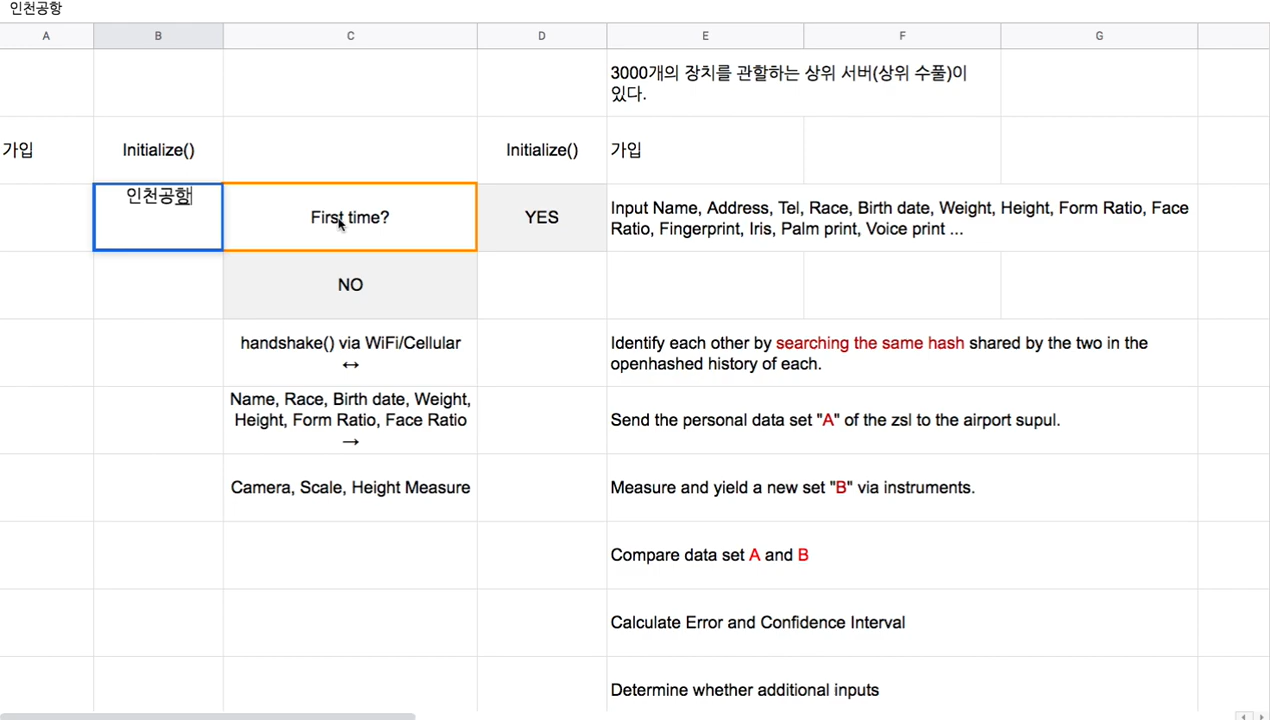 인천공항
A B C D E F G
3000개의 장치를 관할하는 상위 서버(상위 수풀)이
있다.
가입 Initialize() Initialize() 가입
인천공항
First time? YES
Input Name, Address, Tel, Race, Birth date, Weight, Height, Form Ratio, Face
Ratio, Fingerprint, Iris, Palm print, Voice print ...
NO
handshake() via WiFi/Cellular
↔
Identify each other by searching the same hash shared by the two in the
openhashed history of each.
Name, Race, Birth date, Weight,
Height, Form Ratio, Face Ratio
→
Send the personal data set "A" of the zsl to the airport supul.
Camera, Scale, Height Measure
Measure and yield a new set "B" via instruments.
Compare data set A and B
Calculate Error and Confidence Interval
Determine whether additional inputs